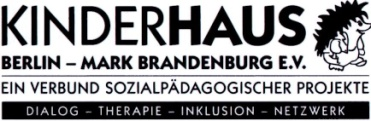 KINDERHAUS
BERLIN – MARK BRANDENBURG E.V.
EIN VERBUND SOZIALPÄDAGOGISCHER PROJEKTE
DIALOG – THERAPIE – INKLUSION – NETZWERK